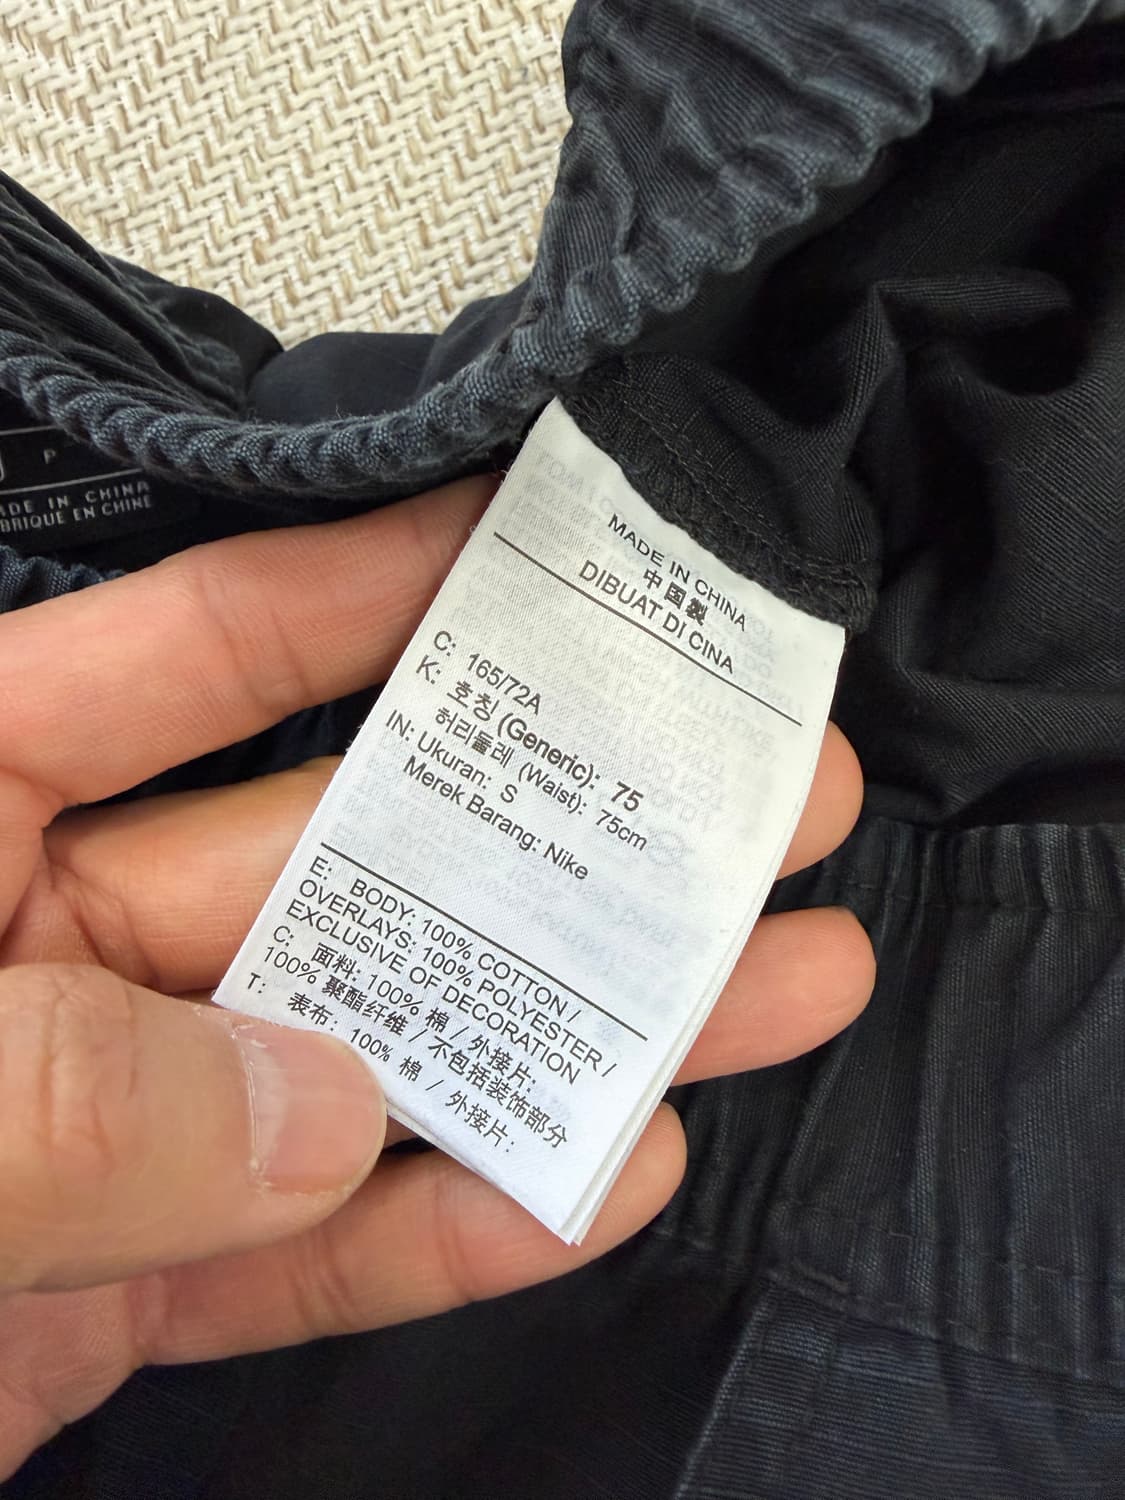 P
MADE IN CHINA
BRIQUE EN CHINE
MADE IN CHINA
中国製
DIBUAT DI CINA
C: 165/72A
K: 호칭 (Generic): 75
허리둘레 (Waist): 75cm
IN: Ukuran: S
Merek Barang: Nike
E: BODY: 100% COTTON /
OVERLAYS: 100% POLYESTER /
EXCLUSIVE OF DECORATION
C: 面料: 100% 棉 / 外接片:
100% 聚酯纤维 / 不包括装饰部分
T: 表布: 100% 棉 / 外接片: